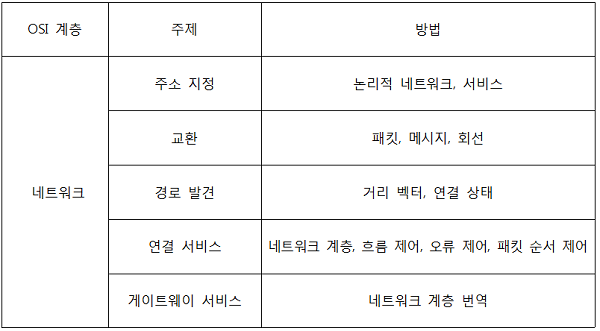 OSI 계층 주제 방법
주소 지정 논리적 네트워크, 서비스
교환 패킷, 메시지, 회선
네트워크 경로 발견 거리 벡터, 연결 상태
연결 서비스 네트워크 계층, 흐름 제어, 오류 제어, 패킷 순서 제어
게이트웨이 서비스 네트워크 계층 번역